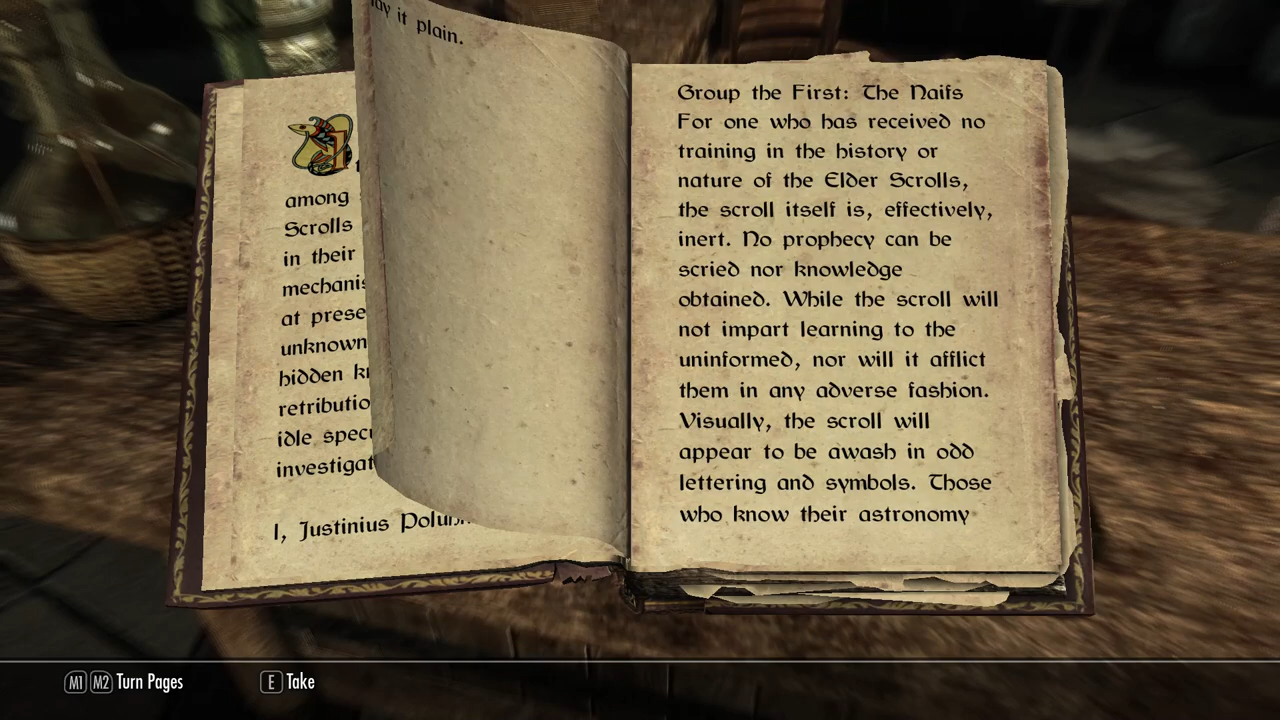 lay it plain.
among
Scrolls
in their
at prese
unknown
hidden k
retributio
idle spec
investigat
I, Justinius
Group the First: The Naifs
For one who has received no
training in the history or
nature of the Elder Scrolls,
the scroll itself is, effectively,
inert. No prophecy can be
scried nor knowledge
obtained. While the scroll will
not impart learning to the
uninformed, nor will it afflict
them in any adverse fashion.
Visually, the scroll will
appear to be awash in odd
lettering and symbols. Those
who know their astronomy
M1 M2 Turn Pages
E Take